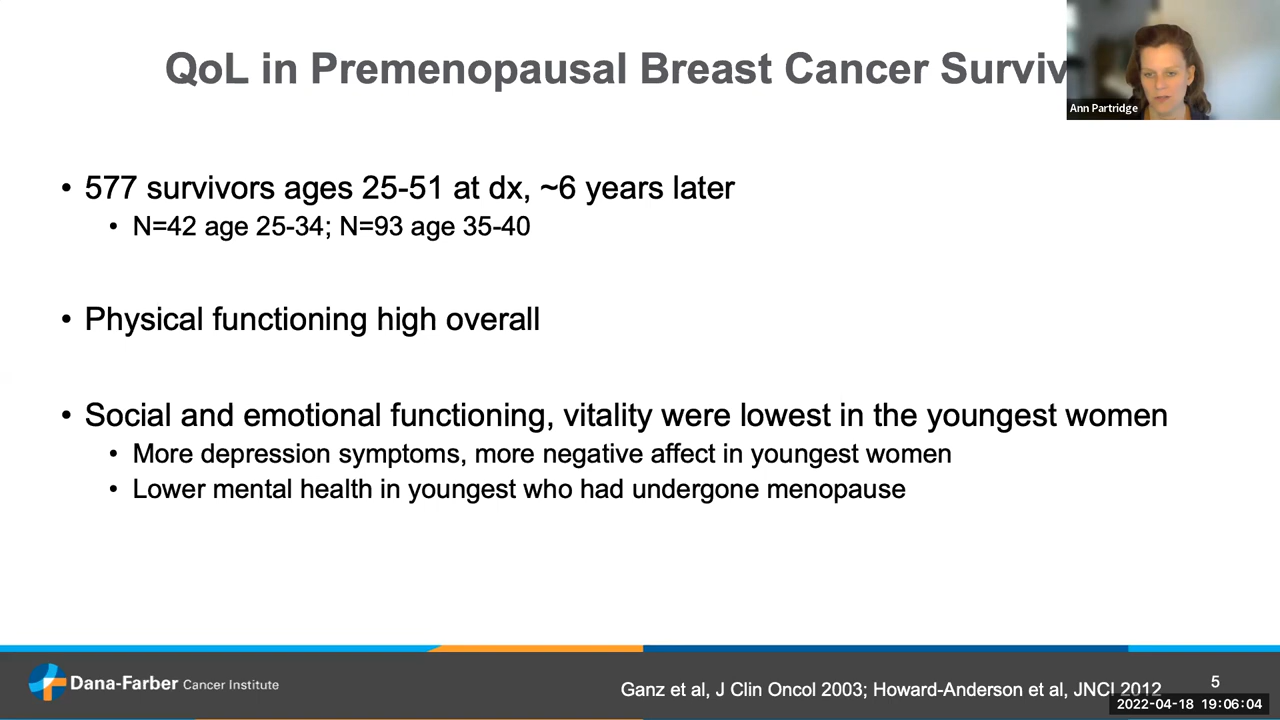 QoL in Premenopausal Breast Cancer Surviv
Ann Partridge
• 577 survivors ages 25-51 at dx, ~6 years later
• N=42 age 25-34; N=93 age 35-40
• Physical functioning high overall
• Social and emotional functioning, vitality were lowest in the youngest women
• More depression symptoms, more negative affect in youngest women
• Lower mental health in youngest who had undergone menopause
Dana-Farber Cancer Institute
Ganz et al, J Clin Oncol 2003; Howard-Anderson et al, JNCI 2012
5
2022-04-18 19:06:04